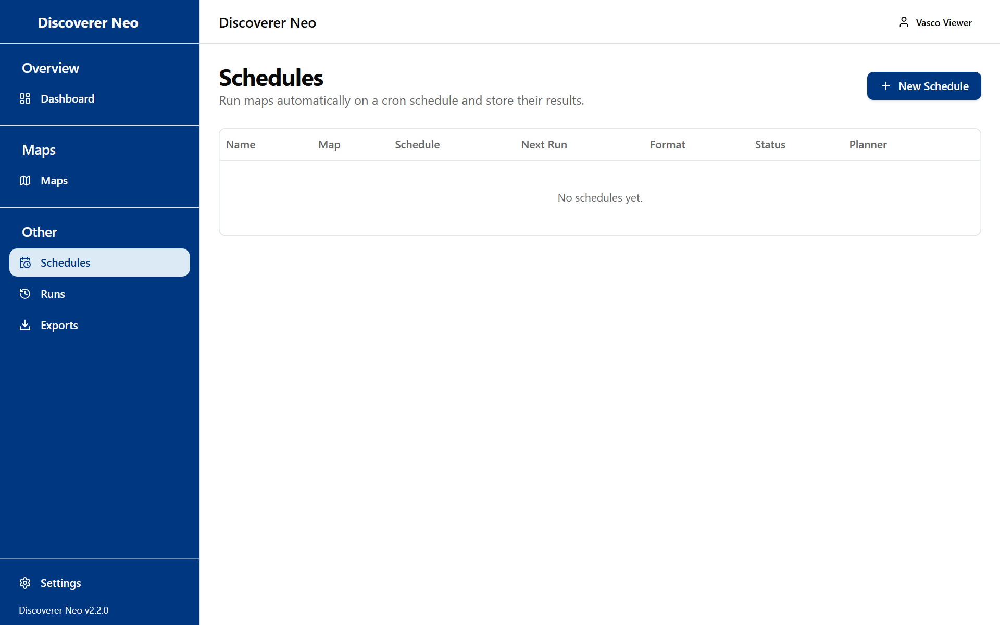 Discoverer Neo
Overview
Dashboard
Maps
Maps
Other
Schedules
Runs
Exports
Settings
Discoverer Neo v2.2.0
Discoverer Neo
Vasco Viewer
Schedules
Run maps automatically on a cron schedule and store their results.
New Schedule
Name Map Schedule Next Run Format Status Planner
No schedules yet.